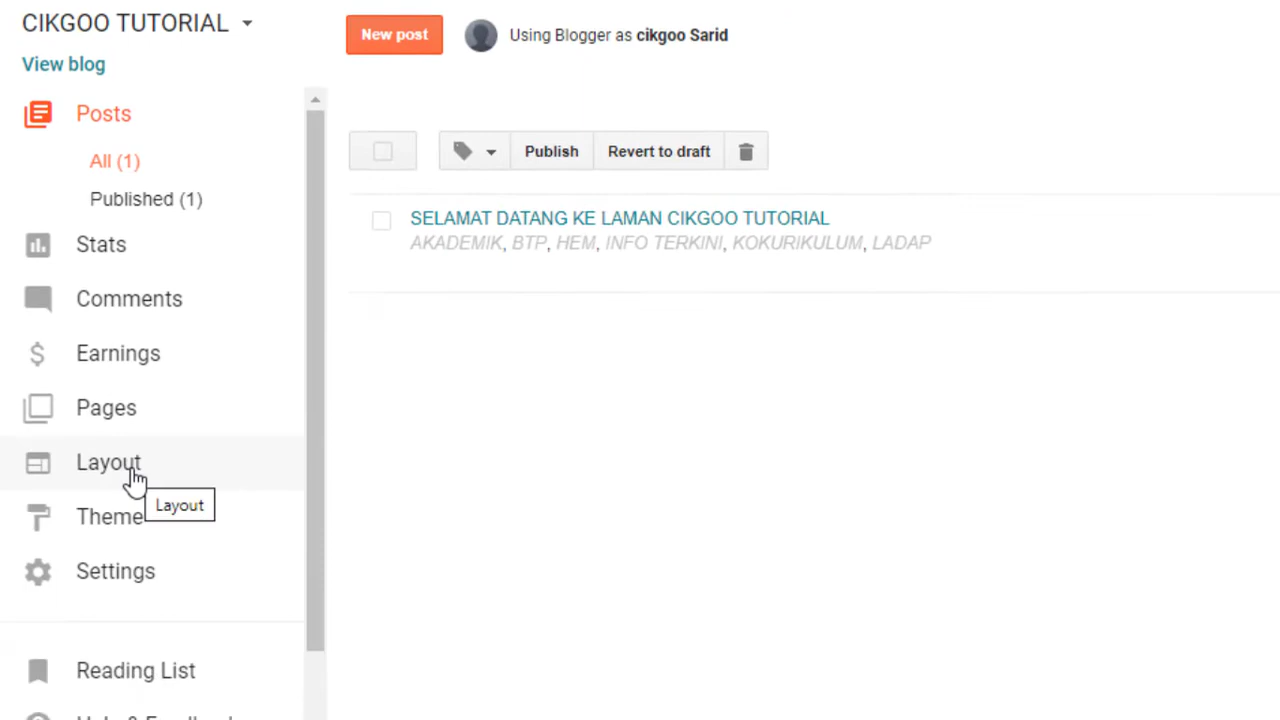 CIKGOO TUTORIAL
View blog
New post
Using Blogger as cikgoo Sarid
Posts
All (1)
Published (1)
Stats
Comments
Earnings
Pages
Layout
Layout
Theme
Settings
Reading List
Publish
Revert to draft
SELAMAT DATANG KE LAMAN CIKGOO TUTORIAL
AKADEMIK, BTP, HEM, INFO TERKINI, KOKURIKULUM, LADAP